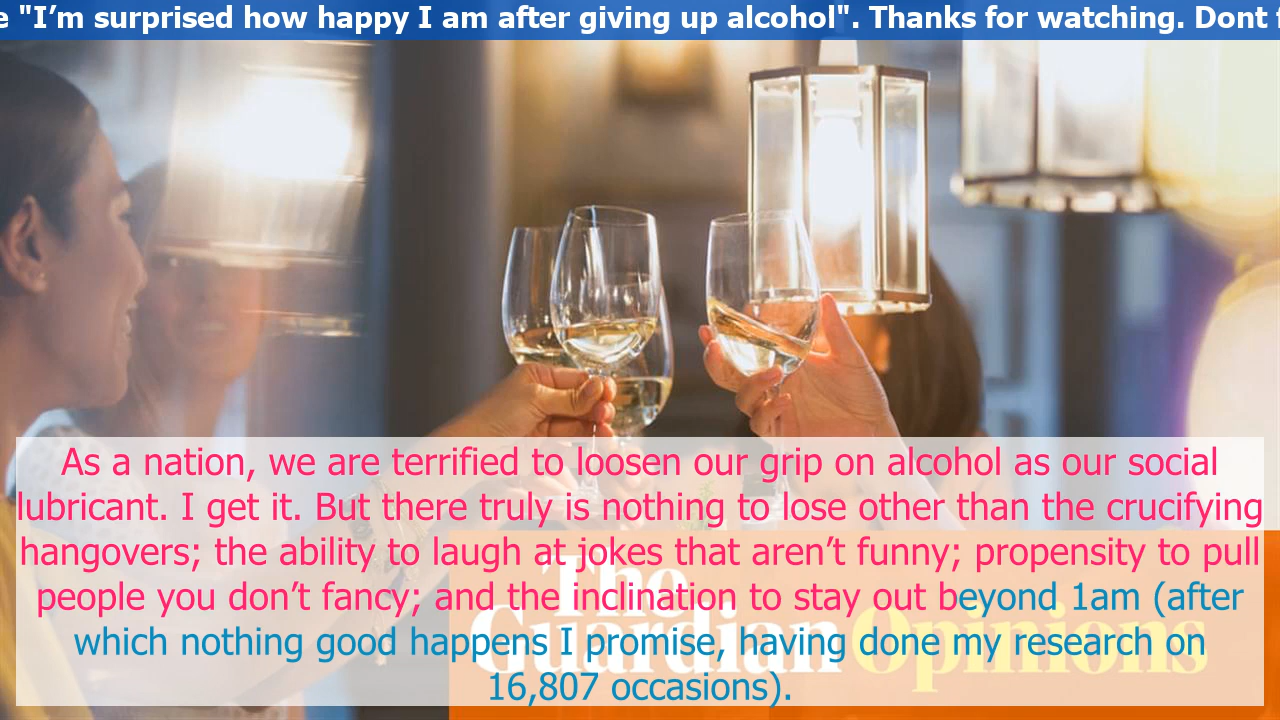 e "I’m surprised how happy I am after giving up alcohol". Thanks for watching. Dont
As a nation, we are terrified to loosen our grip on alcohol as our social
lubricant. I get it. But there truly is nothing to lose other than the crucifying
hangovers; the ability to laugh at jokes that aren’t funny; propensity to pull
people you don’t fancy; and the inclination to stay out beyond 1am (after
which nothing good happens I promise, having done my research on
16,807 occasions).
The
Guardian Opinions